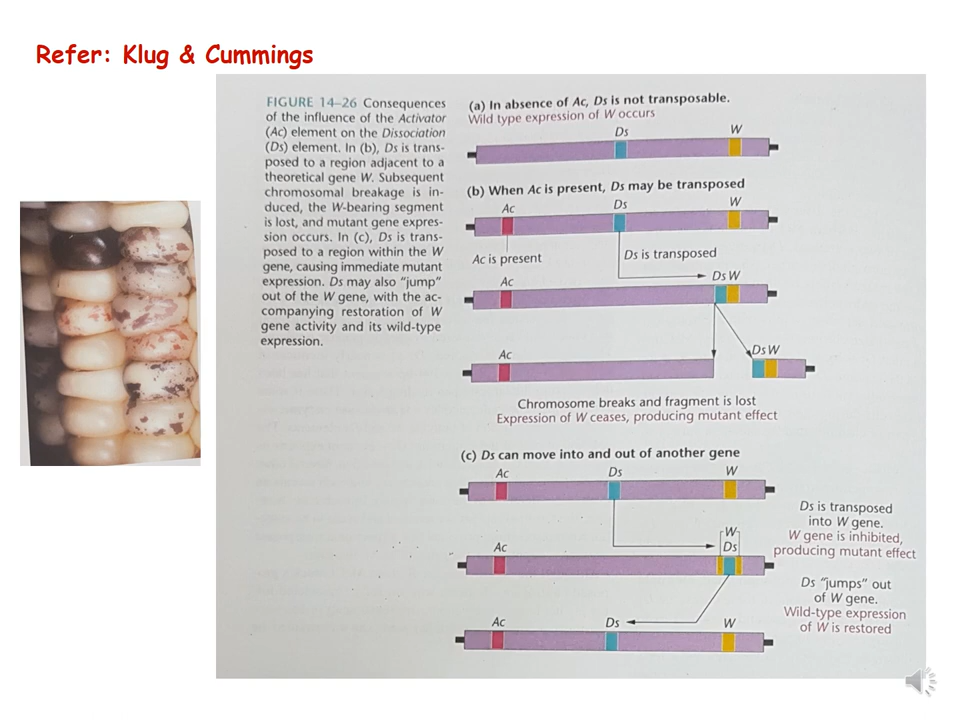 Refer: Klug & Cummings
FIGURE 14–26 Consequences
of the influence of the Activator
(Ac) element on the Dissociation
(Ds) element. In (b), Ds is trans-
posed to a region adjacent to a
theoretical gene W. Subsequent
chromosomal breakage is in-
duced, the W-bearing segment
is lost, and mutant gene expres-
sion occurs. In (c), Ds is trans-
posed to a region within the W
gene, causing immediate mutant
expression. Ds may also “jump”
out of the W gene, with the ac-
companying restoration of W
gene activity and its wild-type
expression.
(a) In absence of Ac, Ds is not transposable.
Wild type expression of W occurs
Ds W
(b) When Ac is present, Ds may be transposed
Ac Ds W
Ac is present Ds is transposed
Ac Ds W
Ac Ds W
Chromosome breaks and fragment is lost
Expression of W ceases, producing mutant effect
(c) Ds can move into and out of another gene
Ac Ds W
Ds is transposed
into W gene.
W gene is inhibited,
producing mutant effect
W
Ac Ds
Ds “jumps” out
of W gene.
Wild-type expression
of W is restored
Ac Ds W